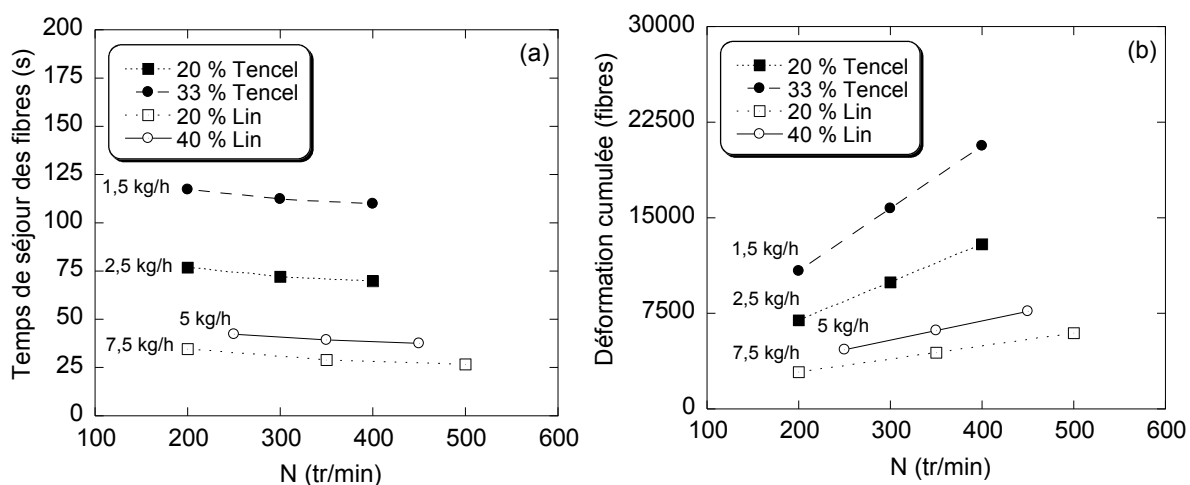 (a)
200
175
150
125
100
75
50
25
0
Temps de séjour des fibres (s)
20 % Tencel
33 % Tencel
20 % Lin
40 % Lin
1,5 kg/h
2,5 kg/h
5 kg/h
7,5 kg/h
100 200 300 400 500 600
N (tr/min)
(b)
30000
22500
15000
7500
0
Déformation cumulée (fibres)
20 % Tencel
33 % Tencel
20 % Lin
40 % Lin
1,5 kg/h
2,5 kg/h
5 kg/h
7,5 kg/h
100 200 300 400 500 600
N (tr/min)